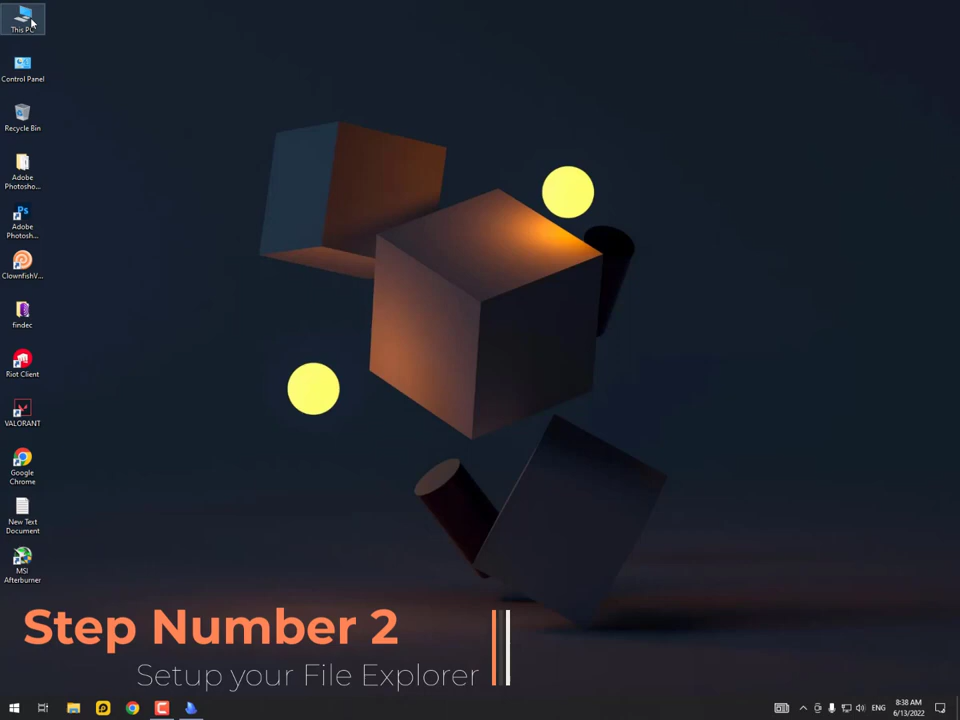 This PC
Control Panel
Recycle Bin
Adobe
Photosho...
Ps
Adobe
Photosh...
ClownfishV...
findec
Riot Client
VALORANT
Google
Chrome
New Text
Document
MSI
Afterburner
Step Number 2
Setup your File Explorer
ENG
8:38 AM
6/13/2022